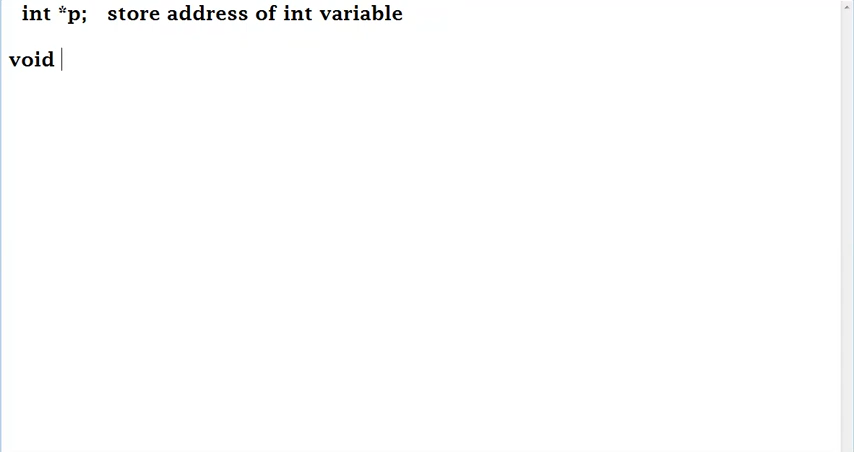 int *p; store address of int variable
void